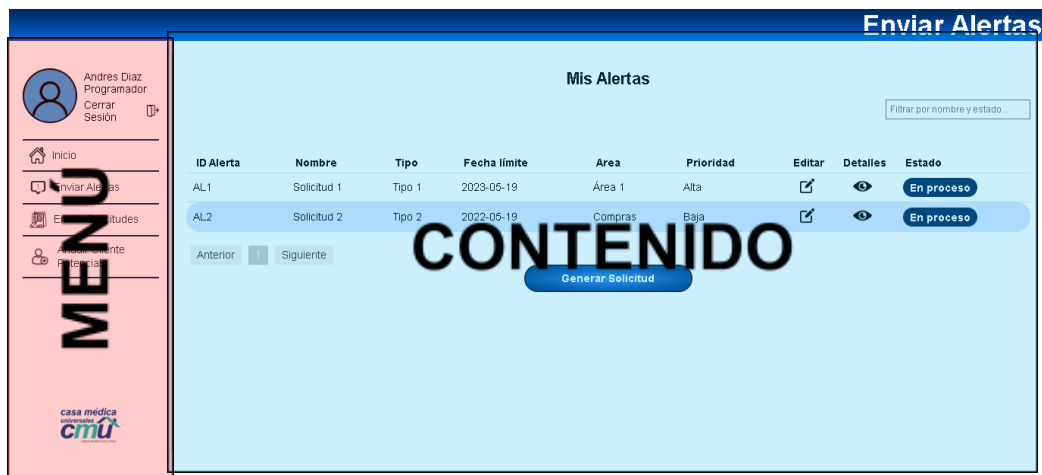 Enviar Alertas
Andres Diaz
Programador
Cerrar
Sesión
Mis Alertas
Filtrar por nombre y estado...
Inicio
ID Alerta Nombre Tipo Fecha límite Area Prioridad Editar Detalles Estado
Enviar Alertas
AL1 Solicitud 1 Tipo 1 2023-05-19 Área 1 Alta En proceso
AL2 Solicitud 2 Tipo 2 2022-05-19 Compras Baja En proceso
Anterior 1 Siguiente
Potencial
MENÚ
CONTENIDO
Generar Solicitud
casa médica
universales
cmu